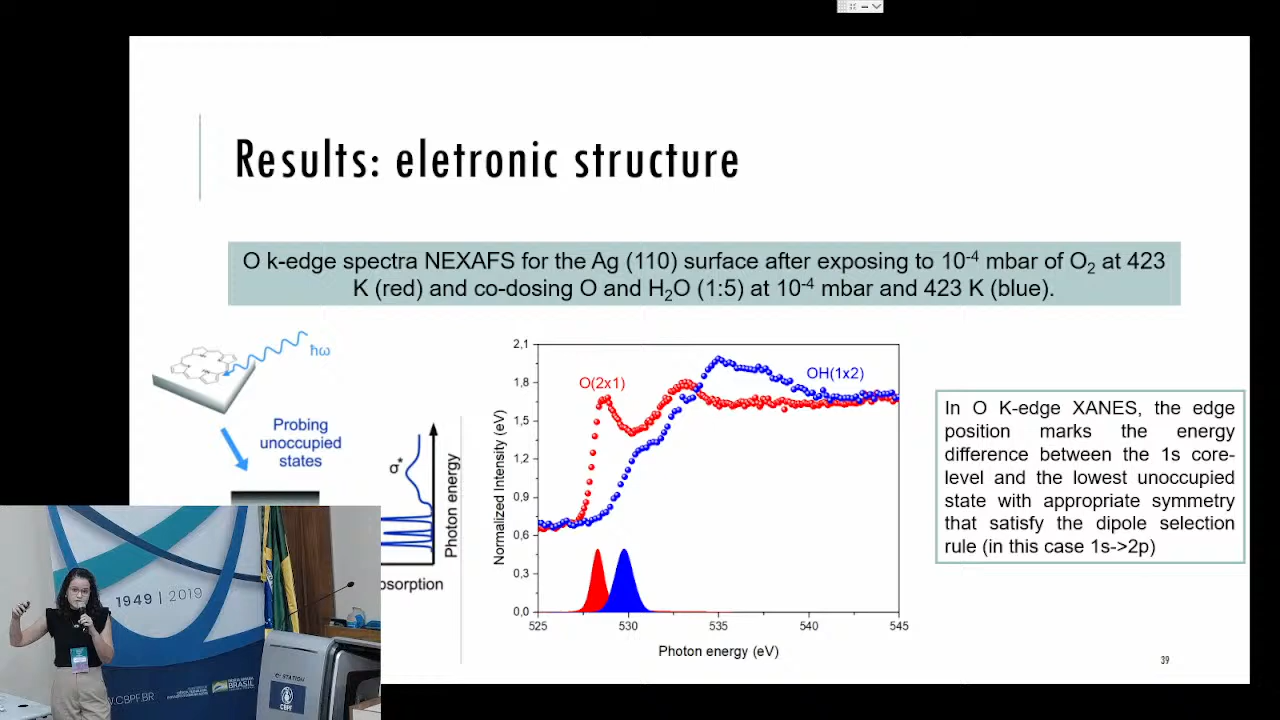 Results: eletronic structure
O k-edge spectra NEXAFS for the Ag (110) surface after exposing to 10⁻⁴ mbar of O₂ at 423
K (red) and co-dosing O and H₂O (1:5) at 10⁻⁴ mbar and 423 K (blue).
ħω
Probing
unoccupied
states
σ*
Photon energy
Normalized Intensity (eV)
2,1
1,8
1,5
1,2
0,9
0,6
0,3
0,0
O(2x1)
OH(1x2)
525
530
535
540
545
Photon energy (eV)
In O K-edge XANES, the edge
position marks the energy
difference between the 1s core-
level and the lowest unoccupied
state with appropriate symmetry
that satisfy the dipole selection
rule (in this case 1s->2p)
39
1949 | 2019
.CBPF.BR
BRASIL
CBPF